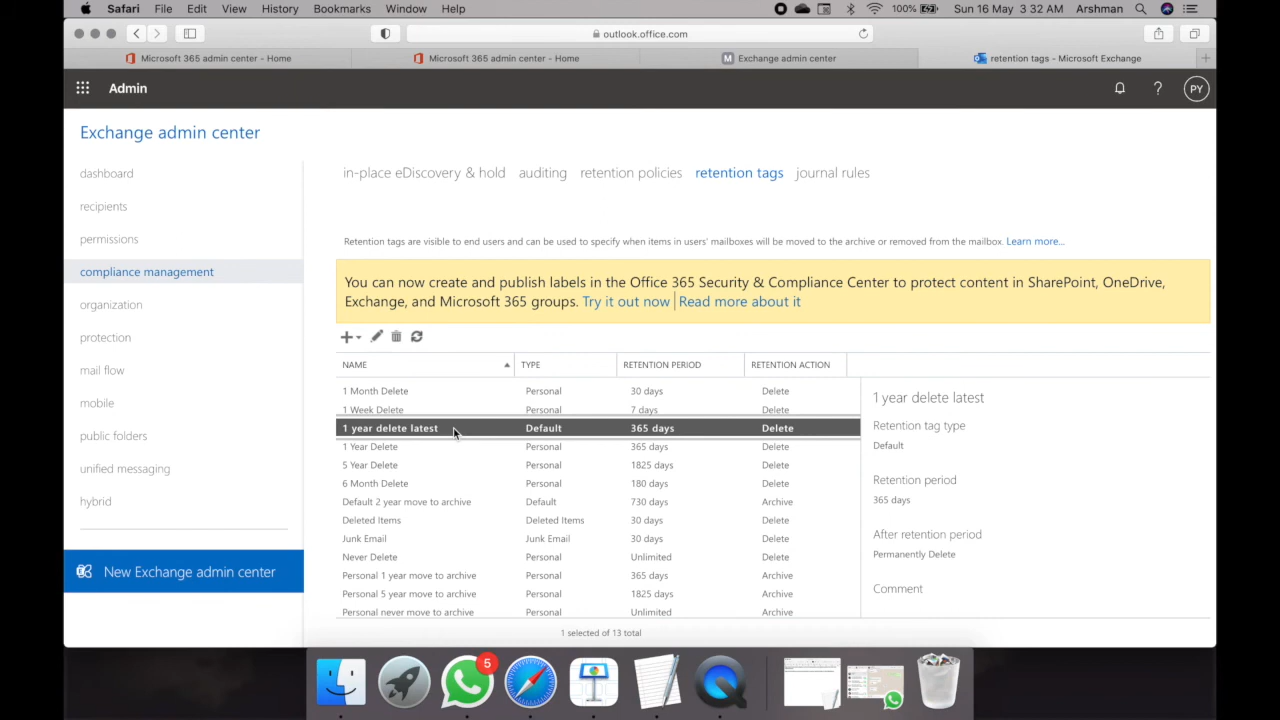 Safari File Edit View History Bookmarks Window Help 100% Sun 16 May 3 32 AM Arshman
outlook.office.com
Microsoft 365 admin center - Home Microsoft 365 admin center - Home M Exchange admin center retention tags - Microsoft Exchange
Admin ? PY
Exchange admin center
dashboard
recipients
permissions
compliance management
organization
protection
mail flow
mobile
public folders
unified messaging
hybrid
New Exchange admin center
in-place eDiscovery & hold auditing retention policies retention tags journal rules
Retention tags are visible to end users and can be used to specify when items in users' mailboxes will be moved to the archive or removed from the mailbox. Learn more...
You can now create and publish labels in the Office 365 Security & Compliance Center to protect content in SharePoint, OneDrive,
Exchange, and Microsoft 365 groups. Try it out now | Read more about it
NAME TYPE RETENTION PERIOD RETENTION ACTION
1 Month Delete Personal 30 days Delete
1 Week Delete Personal 7 days Delete
1 year delete latest Default 365 days Delete
1 Year Delete Personal 365 days Delete
5 Year Delete Personal 1825 days Delete
6 Month Delete Personal 180 days Delete
Default 2 year move to archive Default 730 days Archive
Deleted Items Deleted Items 30 days Delete
Junk Email Junk Email 30 days Delete
Never Delete Personal Unlimited Delete
Personal 1 year move to archive Personal 365 days Archive
Personal 5 year move to archive Personal 1825 days Archive
Personal never move to archive Personal Unlimited Archive
1 selected of 13 total
1 year delete latest
Retention tag type
Default
Retention period
365 days
After retention period
Permanently Delete
Comment
5